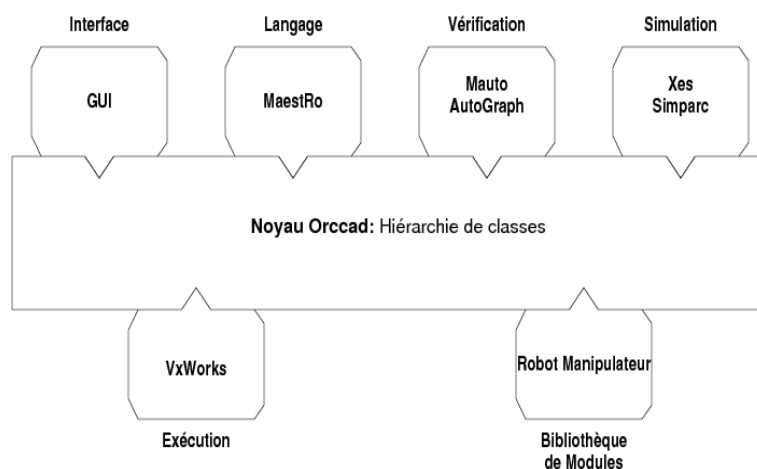 Interface
Langage
Vérification
Simulation
GUI
MaestRo
Mauto
AutoGraph
Xes
Simparc
Noyau Orccad: Hiérarchie de classes
VxWorks
Robot Manipulateur
Exécution
Bibliothèque
de Modules